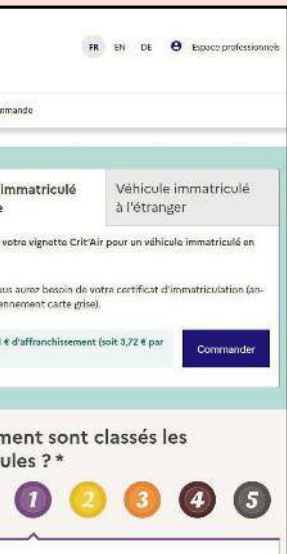 FR EN DE Espace professionnels
mmande
immatriculé
e
Véhicule immatriculé
à l'étranger
votre vignette Crit'Air pour un véhicule immatriculé en
us aurez besoin de votre certificat d'immatriculation (an-
ennement carte grise).
€ d'affranchissement (soit 3,72 € par
Commander
ment sont classés les
ules ? *
1 2 3 4 5